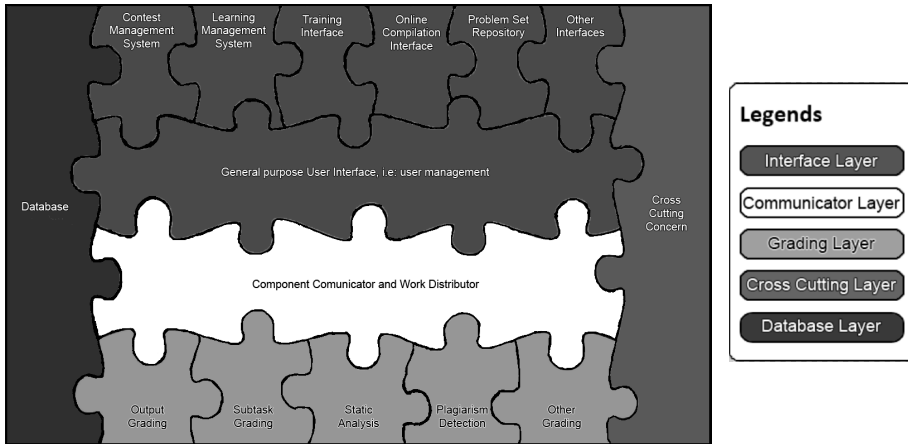 Contest
Management
System
Learning
Management
System
Training
Interface
Online
Compilation
Interface
Problem Set
Repository
Other
Interfaces
General purpose User Interface, i.e: user management
Database
Cross
Cutting
Concern
Component Comunicator and Work Distributor
Output
Grading
Subtask
Grading
Static
Analysis
Plagiarism
Detection
Other
Grading
Legends
Interface Layer
Communicator Layer
Grading Layer
Cross Cutting Layer
Database Layer